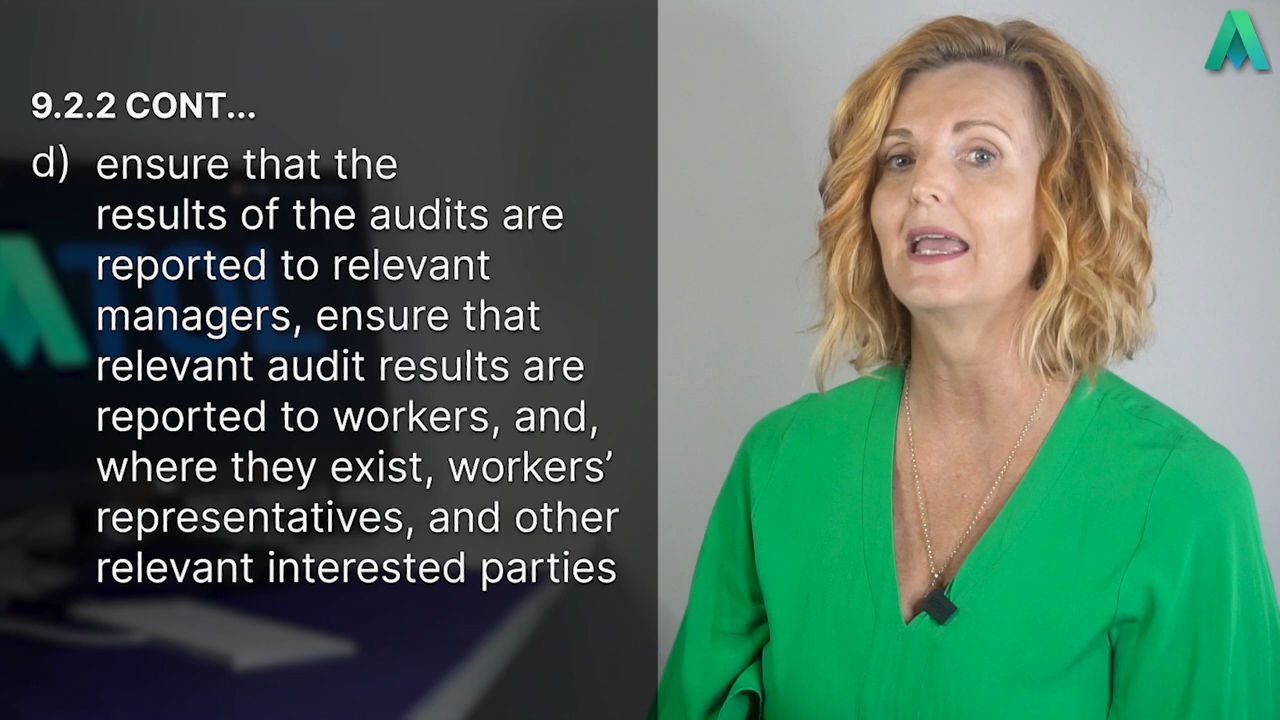 9.2.2 CONT...
d) ensure that the
results of the audits are
reported to relevant
managers, ensure that
relevant audit results are
reported to workers, and,
where they exist, workers’
representatives, and other
relevant interested parties